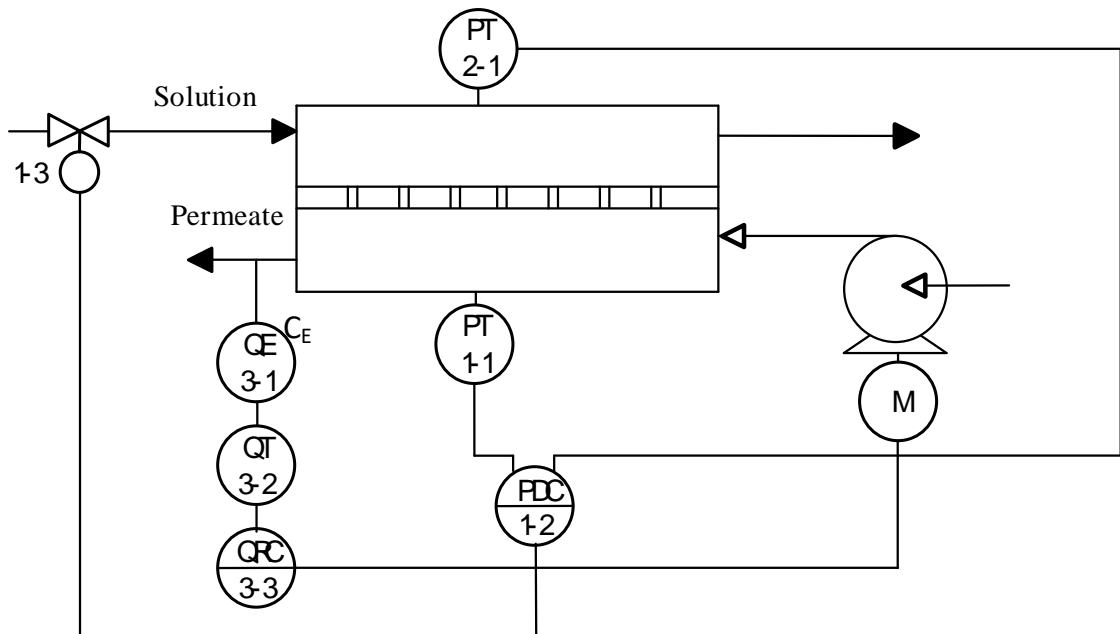 PT
2-1
Solution
1-3
Permeate
PT
1-1
QE
3-1
C_E
M
QT
3-2
PDC
1-2
QRC
3-3